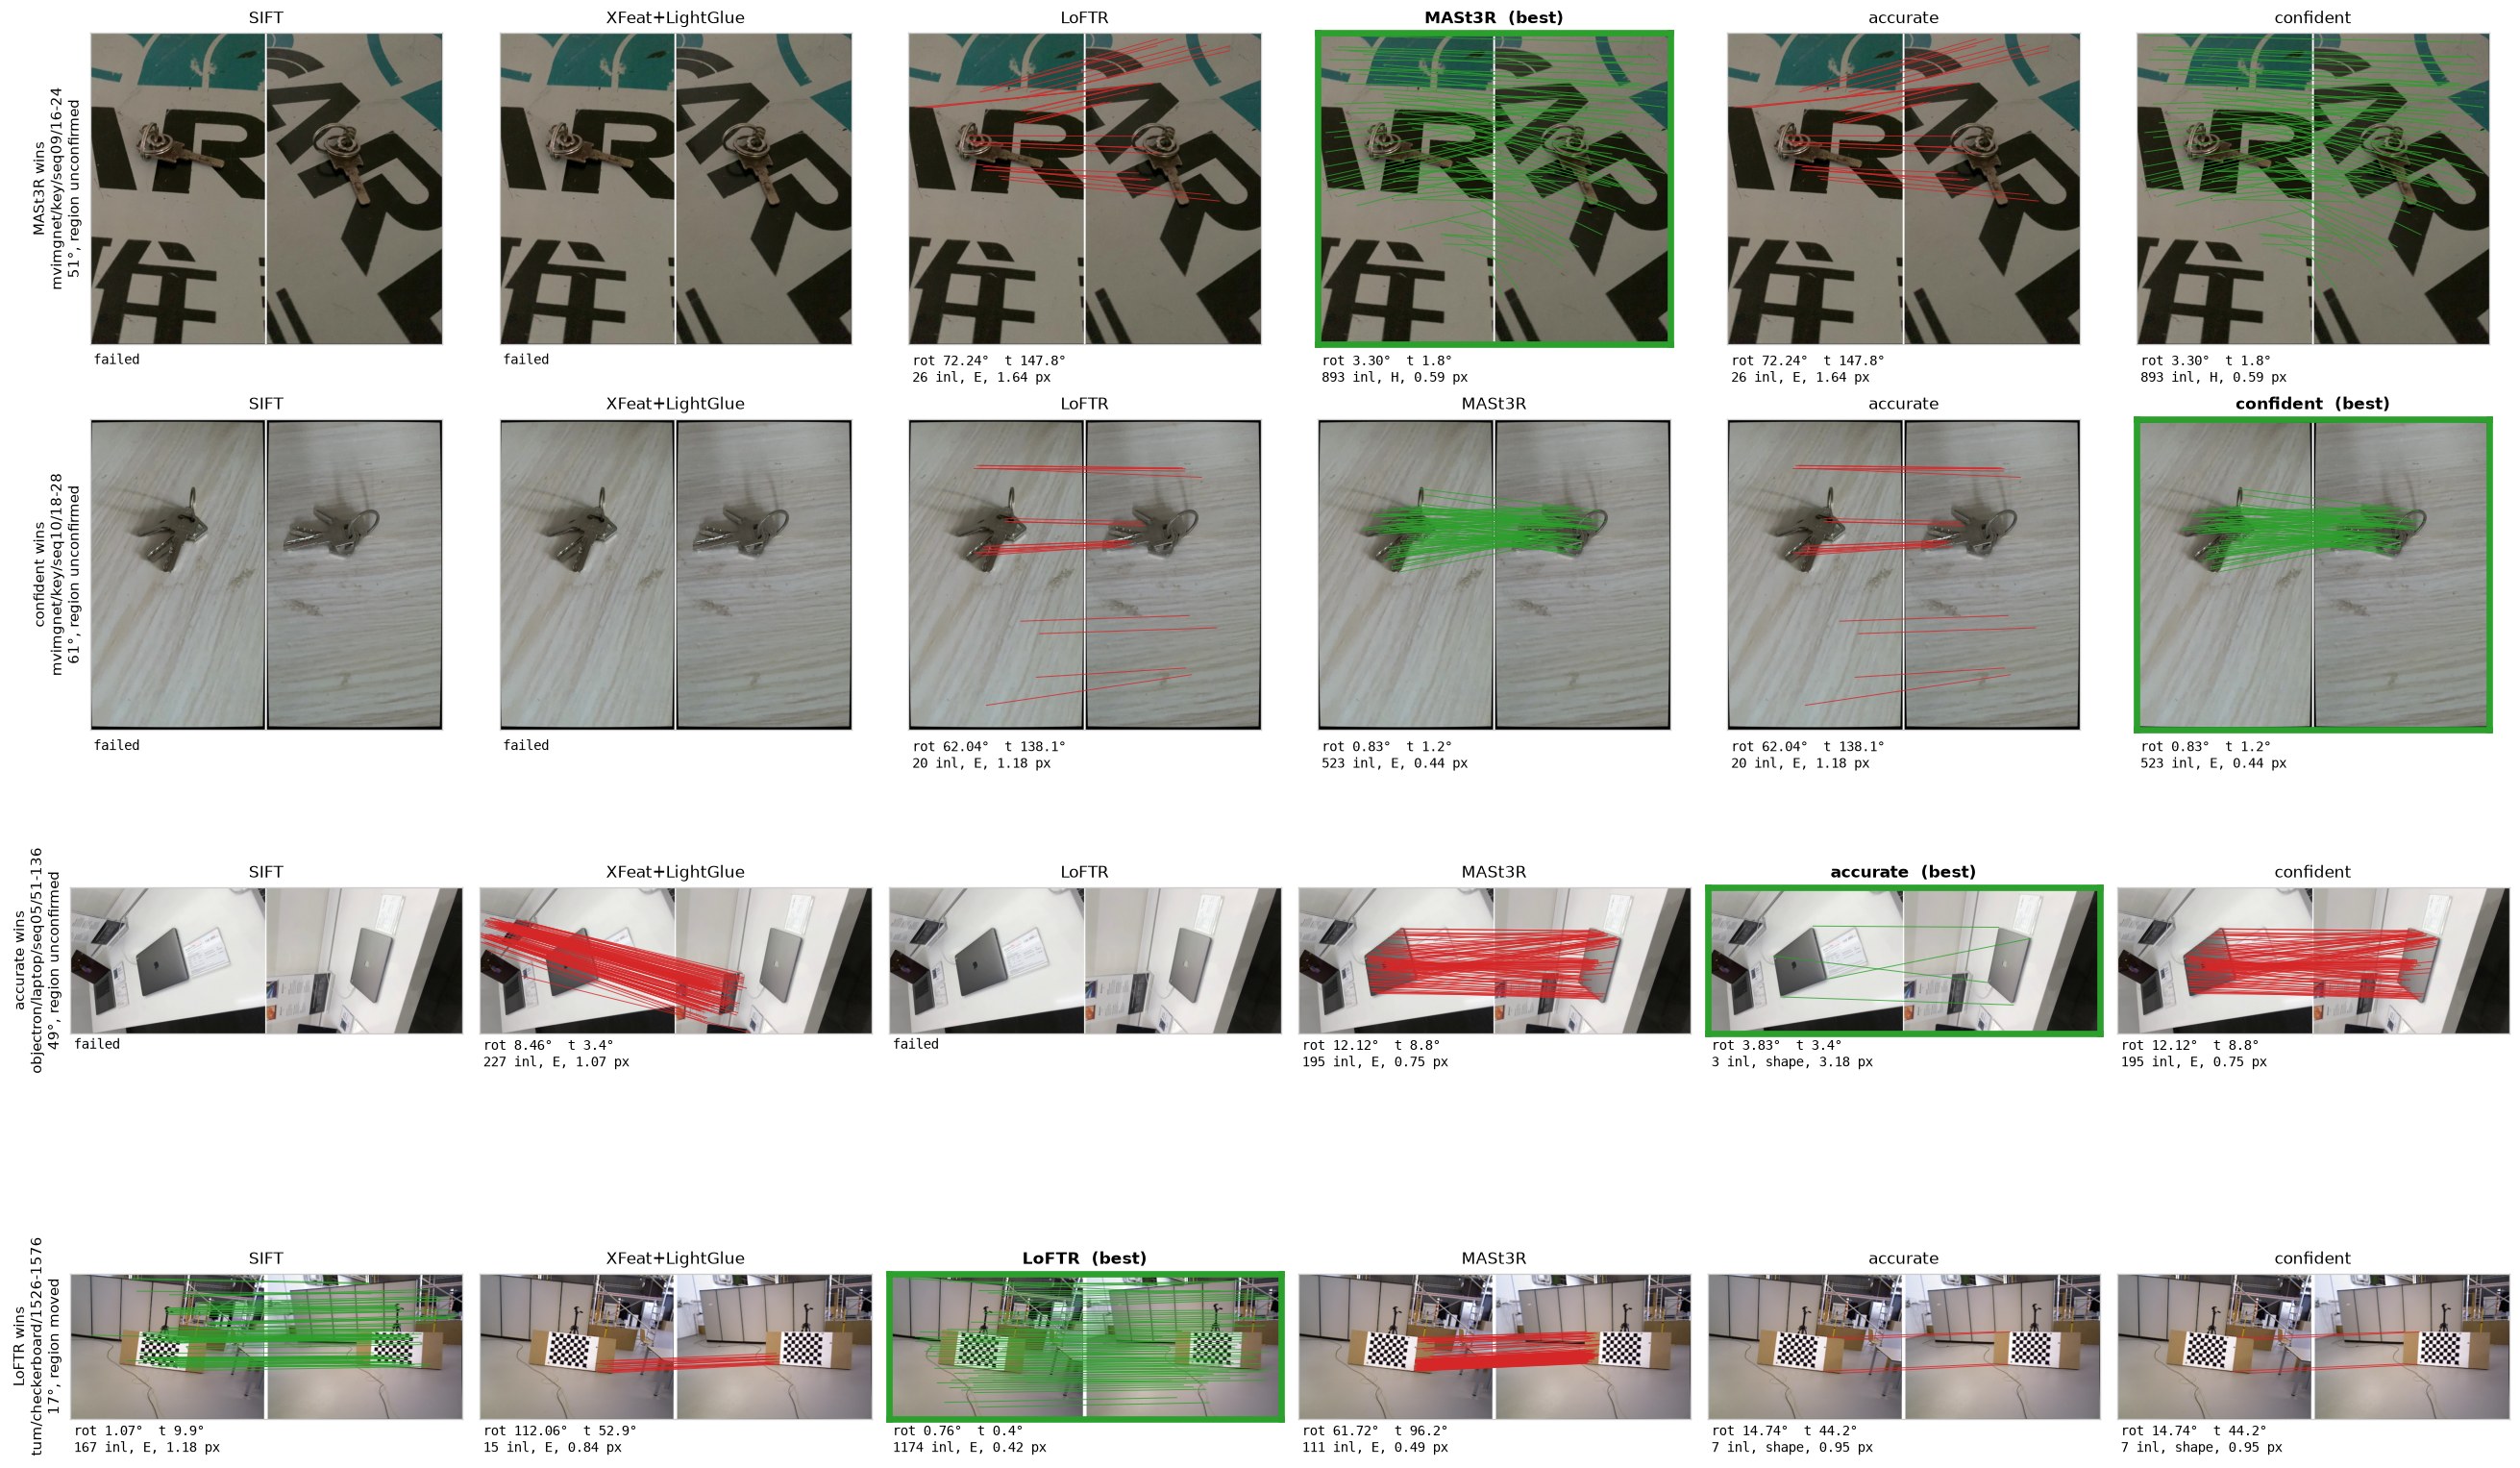 SIFT
XFeat+LightGlue
LoFTR
MASt3R  (best)
accurate
confident
MASt3R wins
mvimgnet/key/seq09/16-24
51°, region unconfirmed
failed
failed
rot 72.24°  t 147.8°
26 inl, E, 1.64 px
rot 3.30°  t 1.8°
893 inl, H, 0.59 px
rot 72.24°  t 147.8°
26 inl, E, 1.64 px
rot 3.30°  t 1.8°
893 inl, H, 0.59 px
SIFT
XFeat+LightGlue
LoFTR
MASt3R
accurate
confident  (best)
confident wins
mvimgnet/key/seq10/18-28
61°, region unconfirmed
failed
failed
rot 62.04°  t 138.1°
20 inl, E, 1.18 px
rot 0.83°  t 1.2°
523 inl, E, 0.44 px
rot 62.04°  t 138.1°
20 inl, E, 1.18 px
rot 0.83°  t 1.2°
523 inl, E, 0.44 px
SIFT
XFeat+LightGlue
LoFTR
MASt3R
accurate  (best)
confident
accurate wins
objectron/laptop/seq05/51-136
49°, region unconfirmed
failed
rot 8.46°  t 3.4°
227 inl, E, 1.07 px
failed
rot 12.12°  t 8.8°
195 inl, E, 0.75 px
rot 3.83°  t 3.4°
3 inl, shape, 3.18 px
rot 12.12°  t 8.8°
195 inl, E, 0.75 px
SIFT
XFeat+LightGlue
LoFTR  (best)
MASt3R
accurate
confident
LoFTR wins
tum/checkerboard/1526-1576
17°, region moved
rot 1.07°  t 9.9°
167 inl, E, 1.18 px
rot 112.06°  t 52.9°
15 inl, E, 0.84 px
rot 0.76°  t 0.4°
1174 inl, E, 0.42 px
rot 61.72°  t 96.2°
111 inl, E, 0.49 px
rot 14.74°  t 44.2°
7 inl, shape, 0.95 px
rot 14.74°  t 44.2°
7 inl, shape, 0.95 px